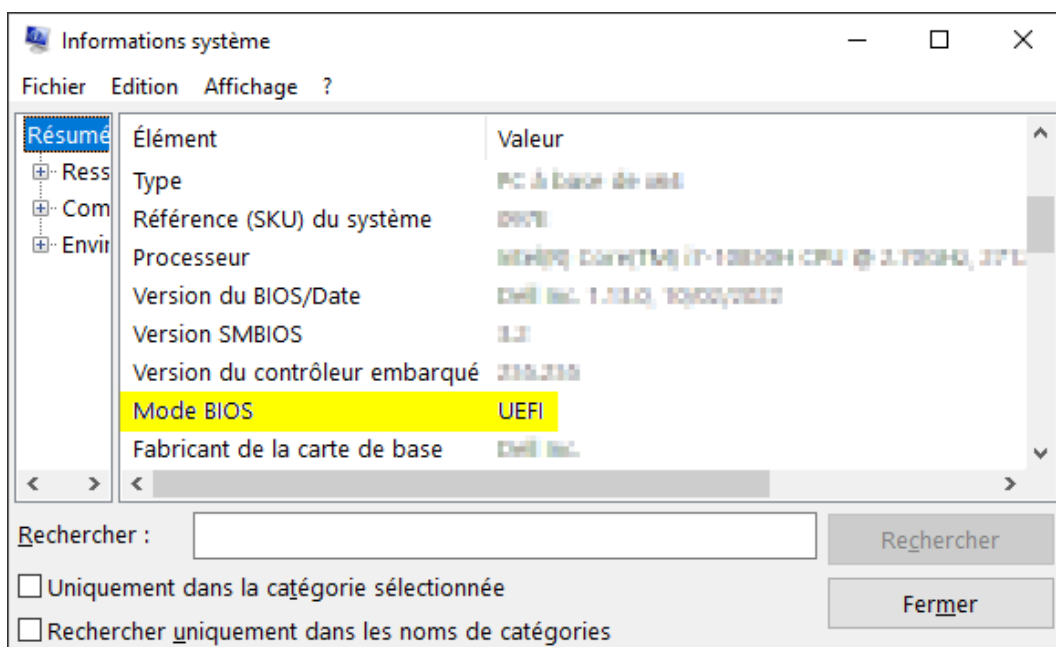 Informations système
Fichier Edition Affichage ?
Résumé
Ress
Com
Envir
Élément Valeur
Type
Référence (SKU) du système
Processeur
Version du BIOS/Date
Version SMBIOS
Version du contrôleur embarqué
Mode BIOS UEFI
Fabricant de la carte de base
Rechercher :
Rechercher
Uniquement dans la catégorie sélectionnée
Fermer
Rechercher uniquement dans les noms de catégories